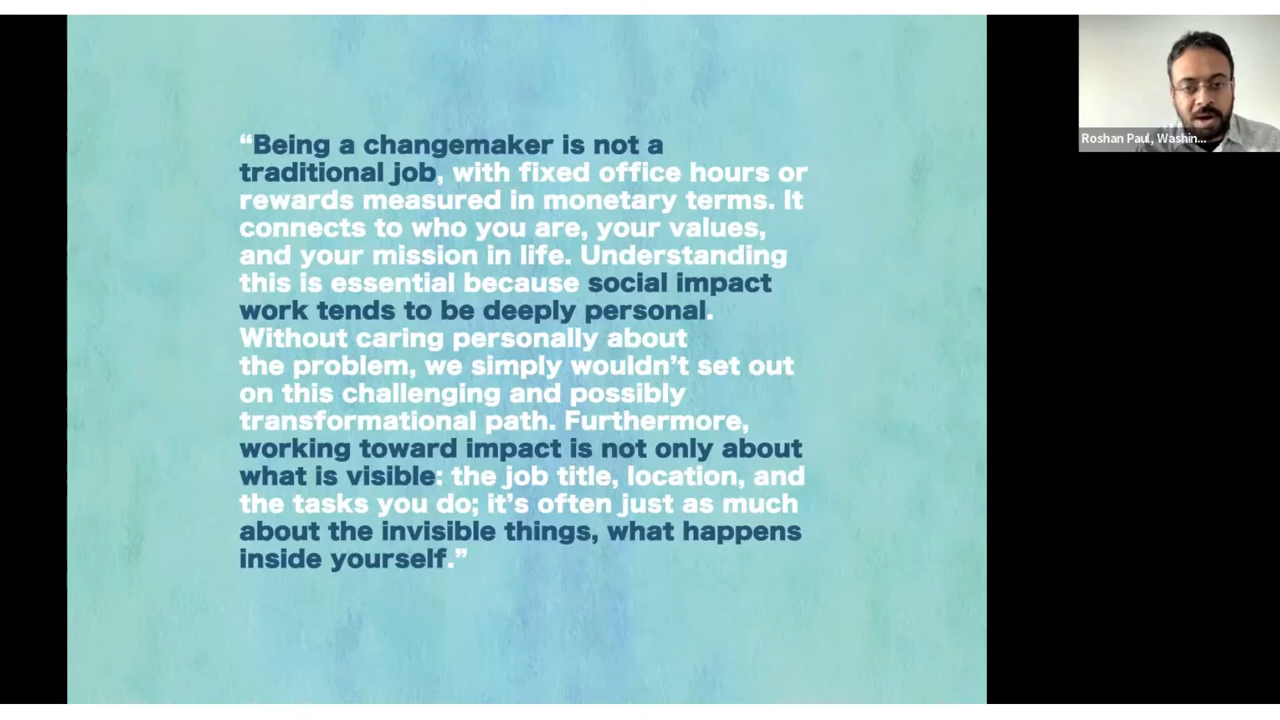 “Being a changemaker is not a
traditional job, with fixed office hours or
rewards measured in monetary terms. It
connects to who you are, your values,
and your mission in life. Understanding
this is essential because social impact
work tends to be deeply personal.
Without caring personally about
the problem, we simply wouldn’t set out
on this challenging and possibly
transformational path. Furthermore,
working toward impact is not only about
what is visible: the job title, location, and
the tasks you do; it’s often just as much
about the invisible things, what happens
inside yourself.”
Roshan Paul, Washin...